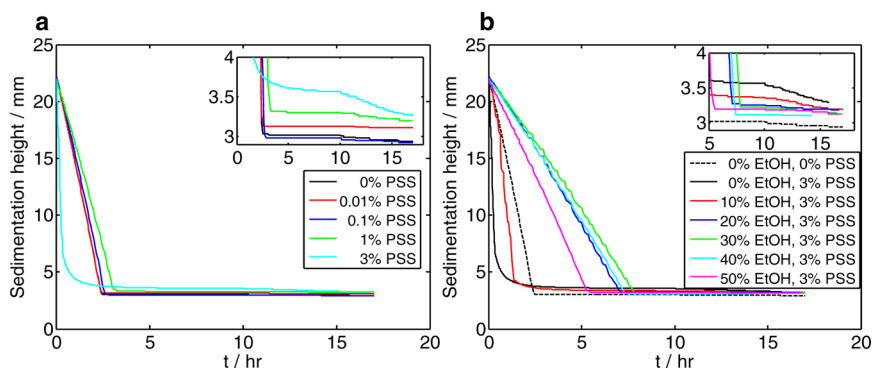 a
25
20
15
10
5
0
0
5
10
15
20
Sedimentation height / mm
t / hr
4
3.5
3
0
5
10
15
0% PSS
0.01% PSS
0.1% PSS
1% PSS
3% PSS
b
25
20
15
10
5
0
0
5
10
15
20
Sedimentation height / mm
t / hr
4
3.5
3
5
10
15
0% EtOH, 0% PSS
0% EtOH, 3% PSS
10% EtOH, 3% PSS
20% EtOH, 3% PSS
30% EtOH, 3% PSS
40% EtOH, 3% PSS
50% EtOH, 3% PSS